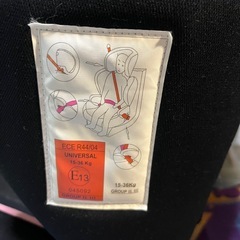 ECE R44/04
UNIVERSAL
15-36 Kg
E13
GROUP II, III
15-36Kg
GROUP II, III